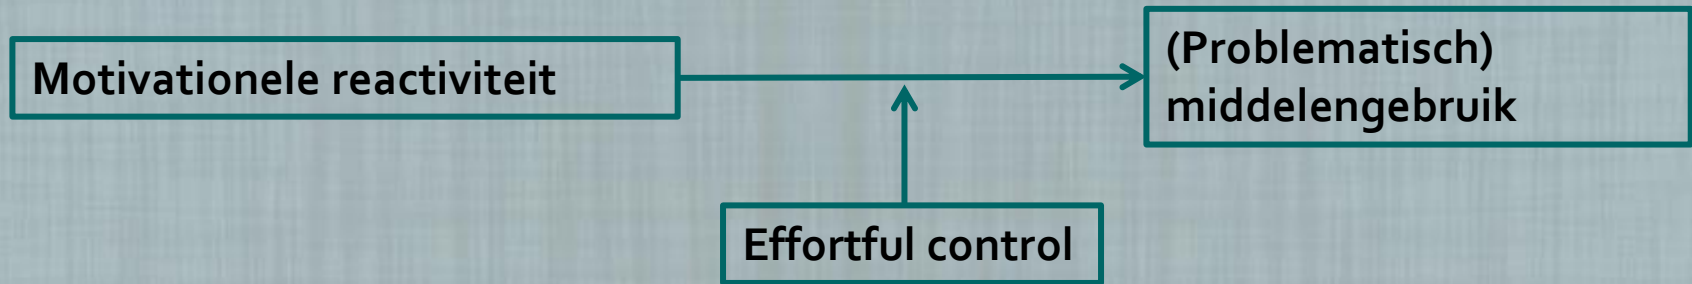 Motivationele reactiviteit
(Problematisch)
middelengebruik
Effortful control